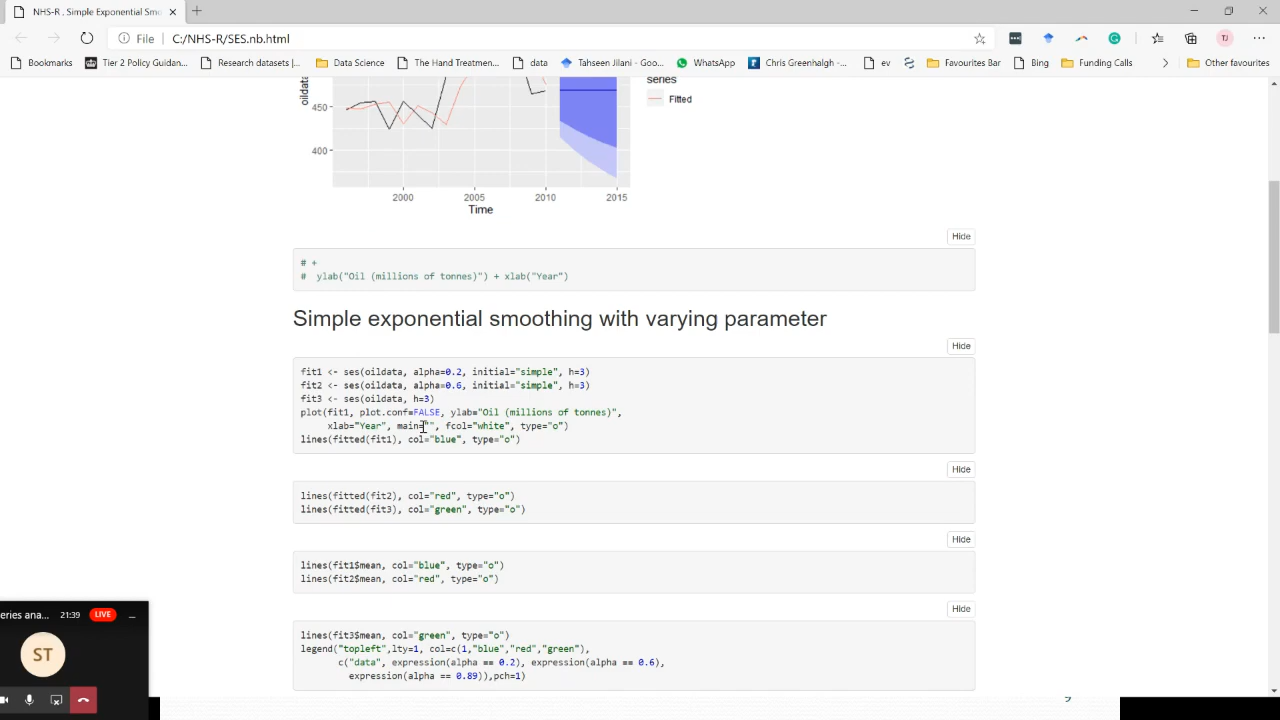 NHS-R , Simple Exponential Smo
File
C:/NHS-R/SES.nb.html
TJ
Bookmarks
Tier 2 Policy Guidan...
Research datasets |...
Data Science
The Hand Treatmen...
data
Tahseen Jilani - Goo...
WhatsApp
Chris Greenhalgh -...
ev
Favourites Bar
Bing
Funding Calls
Other favourites
series
Fitted
oildata
450
400
2000
2005
2010
2015
Time
Hide
# +
#  ylab("Oil (millions of tonnes)") + xlab("Year")
Simple exponential smoothing with varying parameter
Hide
fit1 <- ses(oildata, alpha=0.2, initial="simple", h=3)
fit2 <- ses(oildata, alpha=0.6, initial="simple", h=3)
fit3 <- ses(oildata, h=3)
plot(fit1, plot.conf=FALSE, ylab="Oil (millions of tonnes)",
xlab="Year", main="", fcol="white", type="o")
lines(fitted(fit1), col="blue", type="o")
Hide
lines(fitted(fit2), col="red", type="o")
lines(fitted(fit3), col="green", type="o")
Hide
lines(fit1$mean, col="blue", type="o")
lines(fit2$mean, col="red", type="o")
Hide
lines(fit3$mean, col="green", type="o")
legend("topleft",lty=1, col=c(1,"blue","red","green"),
c("data", expression(alpha == 0.2), expression(alpha == 0.6),
expression(alpha == 0.89)),pch=1)
eries ana...
21:39
LIVE
ST